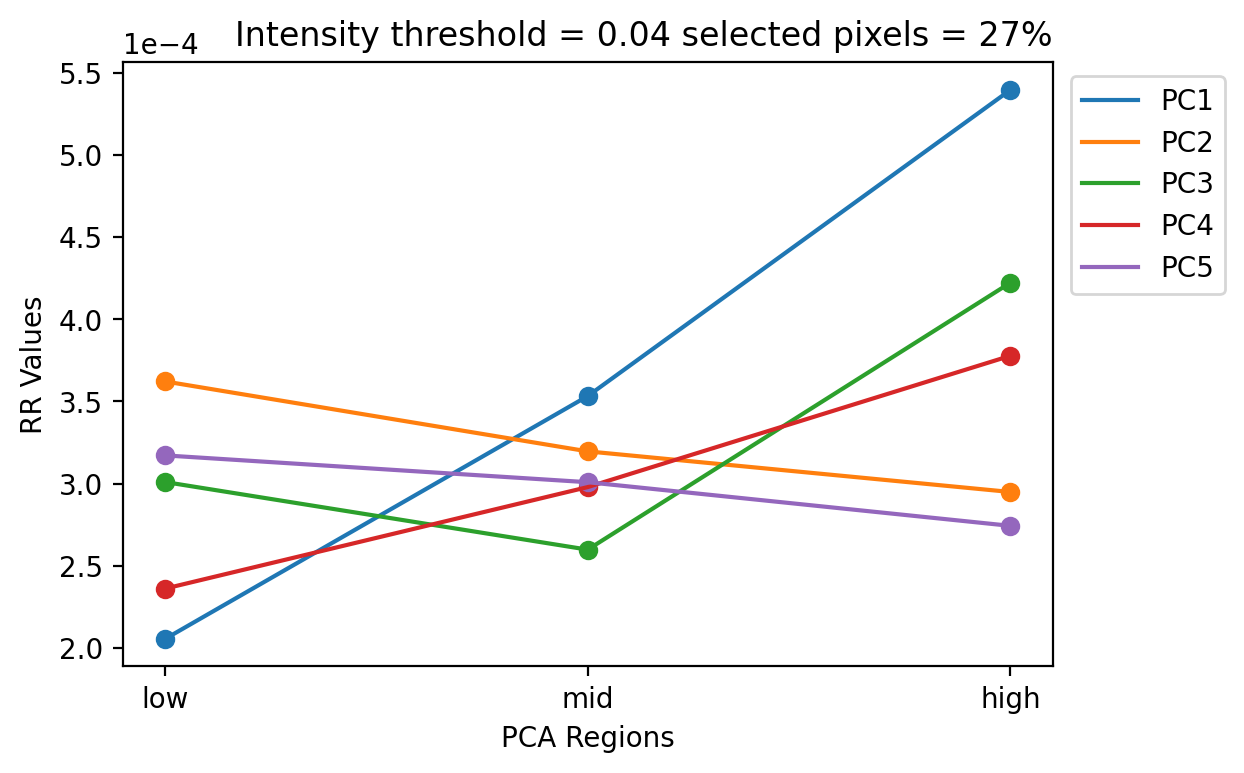 Intensity threshold = 0.04 selected pixels = 27%
1e−4
5.5
5.0
4.5
4.0
3.5
3.0
2.5
2.0
RR Values
low mid high
PCA Regions
PC1
PC2
PC3
PC4
PC5